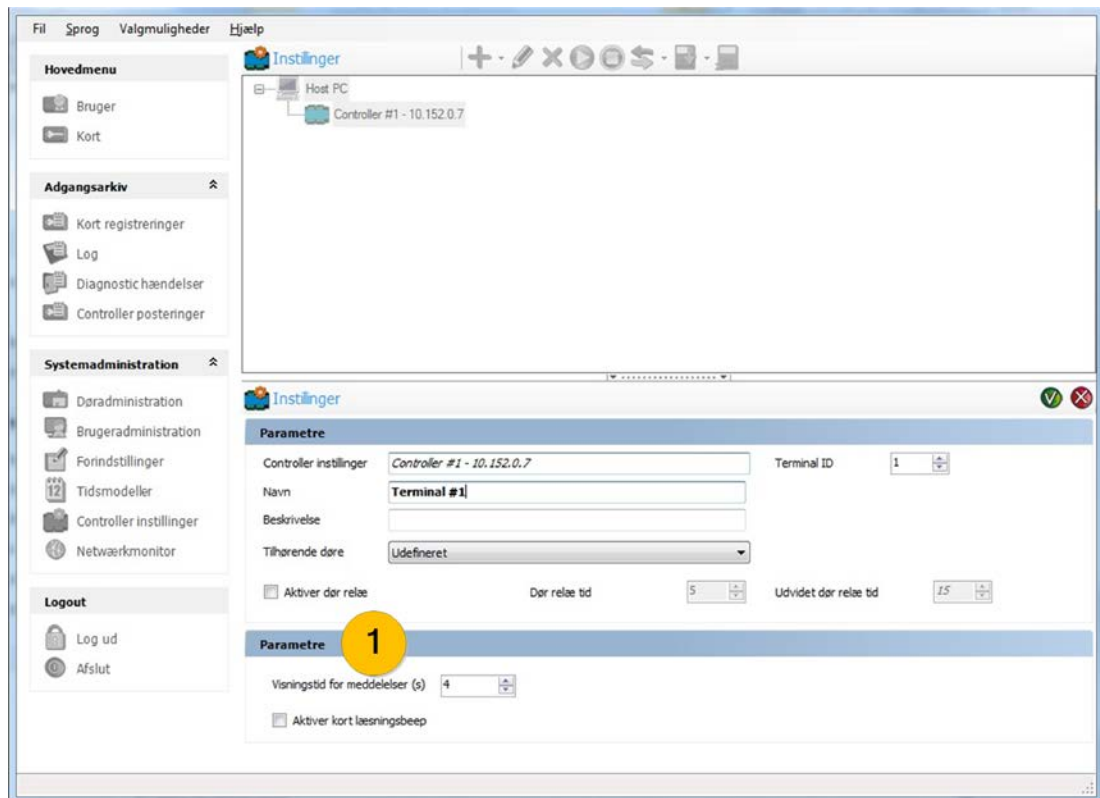 Fil Sprog Valgmuligheder Hjælp
Hovedmenu
Bruger
Kort
Adgangsarkiv
Kort registreringer
Log
Diagnostic hændelser
Controller posteringer
Systemadministration
Døradministration
Brugeradministration
Forindstillinger
12 Tidsmodeller
Controller instillinger
Netwærkmonitor
Logout
Log ud
Afslut
Instilinger
Host PC
Controller #1 - 10.152.0.7
Instilinger
Parametre
Controller instillinger Controller #1 - 10.152.0.7 Terminal ID 1
Navn Terminal #1
Beskrivelse
Tilhørende døre Udefineret
Aktiver dør relæ Dør relæ tid 5 Udvidet dør relæ tid 15
Parametre 1
Visningstid for meddelelser (s) 4
Aktiver kort læsningsbeep